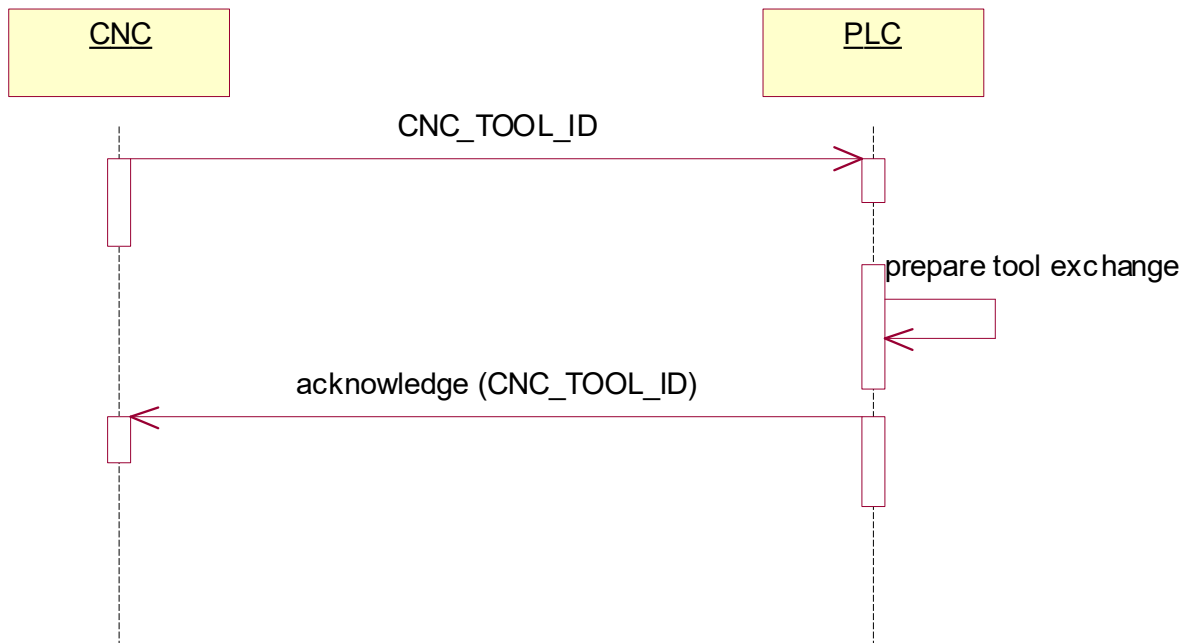 CNC
PLC
CNC_TOOL_ID
prepare tool exchange
acknowledge (CNC_TOOL_ID)